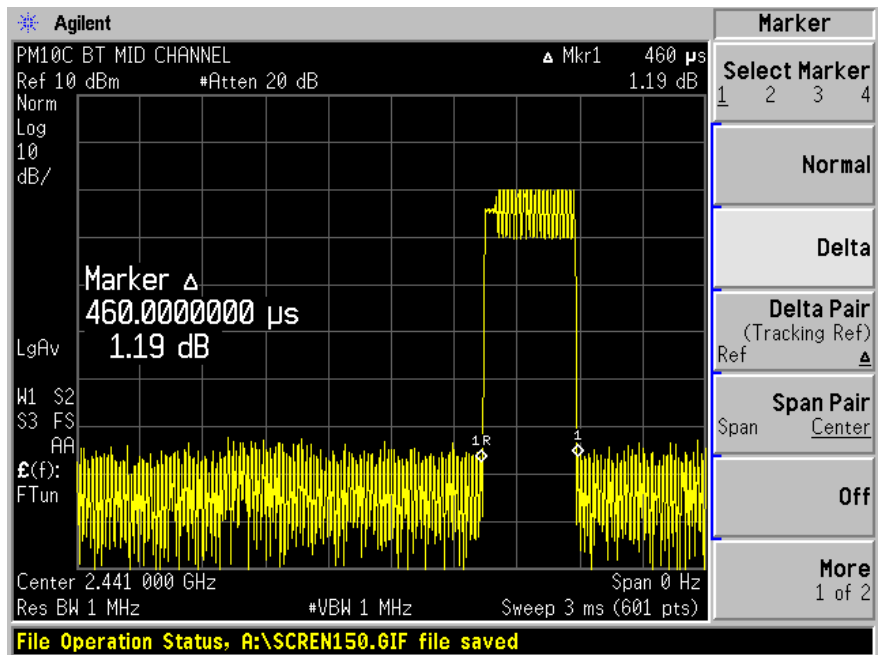 Agilent
Marker
PM10C BT MID CHANNEL
Δ Mkr1 460 µs
Ref 10 dBm #Atten 20 dB 1.19 dB
Norm
Log
10
dB/
Marker Δ
460.0000000 µs
1.19 dB
LgAv
W1 S2
S3 FS
AA
£(f):
FTun
1R
1
Center 2.441 000 GHz Span 0 Hz
Res BW 1 MHz #VBW 1 MHz Sweep 3 ms (601 pts)
Select Marker
1 2 3 4
Normal
Delta
Delta Pair
(Tracking Ref)
Ref Δ
Span Pair
Span Center
Off
More
1 of 2
File Operation Status, A:\SCREN150.GIF file saved